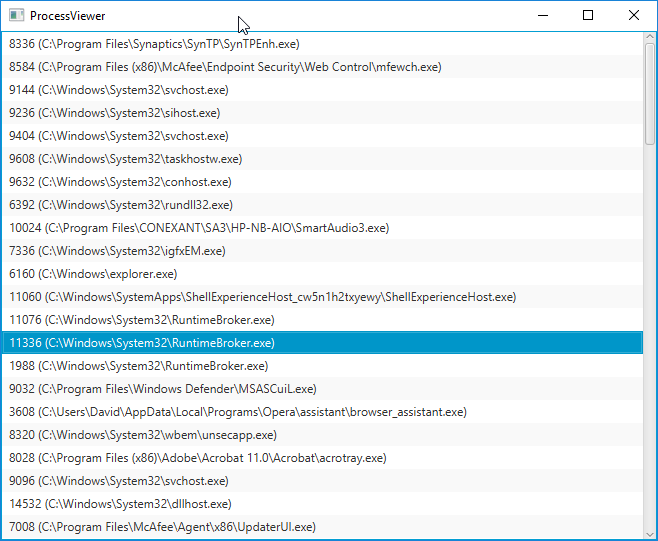 ProcessViewer
8336 (C:\Program Files\Synaptics\SynTP\SynTPEnh.exe)
8584 (C:\Program Files (x86)\McAfee\Endpoint Security\Web Control\mfewch.exe)
9144 (C:\Windows\System32\svchost.exe)
9236 (C:\Windows\System32\sihost.exe)
9404 (C:\Windows\System32\svchost.exe)
9608 (C:\Windows\System32\taskhostw.exe)
9632 (C:\Windows\System32\conhost.exe)
6392 (C:\Windows\System32\rundll32.exe)
10024 (C:\Program Files\CONEXANT\SA3\HP-NB-AIO\SmartAudio3.exe)
7336 (C:\Windows\System32\igfxEM.exe)
6160 (C:\Windows\explorer.exe)
11060 (C:\Windows\SystemApps\ShellExperienceHost_cw5n1h2txyewy\ShellExperienceHost.exe)
11076 (C:\Windows\System32\RuntimeBroker.exe)
11336 (C:\Windows\System32\RuntimeBroker.exe)
1988 (C:\Windows\System32\RuntimeBroker.exe)
9032 (C:\Program Files\Windows Defender\MSASCuiL.exe)
3608 (C:\Users\David\AppData\Local\Programs\Opera\assistant\browser_assistant.exe)
8320 (C:\Windows\System32\wbem\unsecapp.exe)
8028 (C:\Program Files (x86)\Adobe\Acrobat 11.0\Acrobat\acrotray.exe)
9096 (C:\Windows\System32\svchost.exe)
14532 (C:\Windows\System32\dllhost.exe)
7008 (C:\Program Files\McAfee\Agent\x86\UpdaterUI.exe)